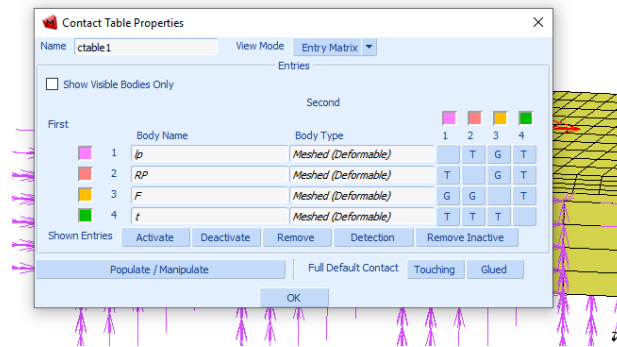 Contact Table Properties
Name ctable1 View Mode Entry Matrix
Entries
Show Visible Bodies Only
Second
First
1 2 3 4
Body Name Body Type
1 lp Meshed (Deformable) T G T
2 RP Meshed (Deformable) T G T
3 F Meshed (Deformable) G G T
4 t Meshed (Deformable) T T T
Shown Entries Activate Deactivate Remove Detection Remove Inactive
Populate / Manipulate Full Default Contact Touching Glued
OK